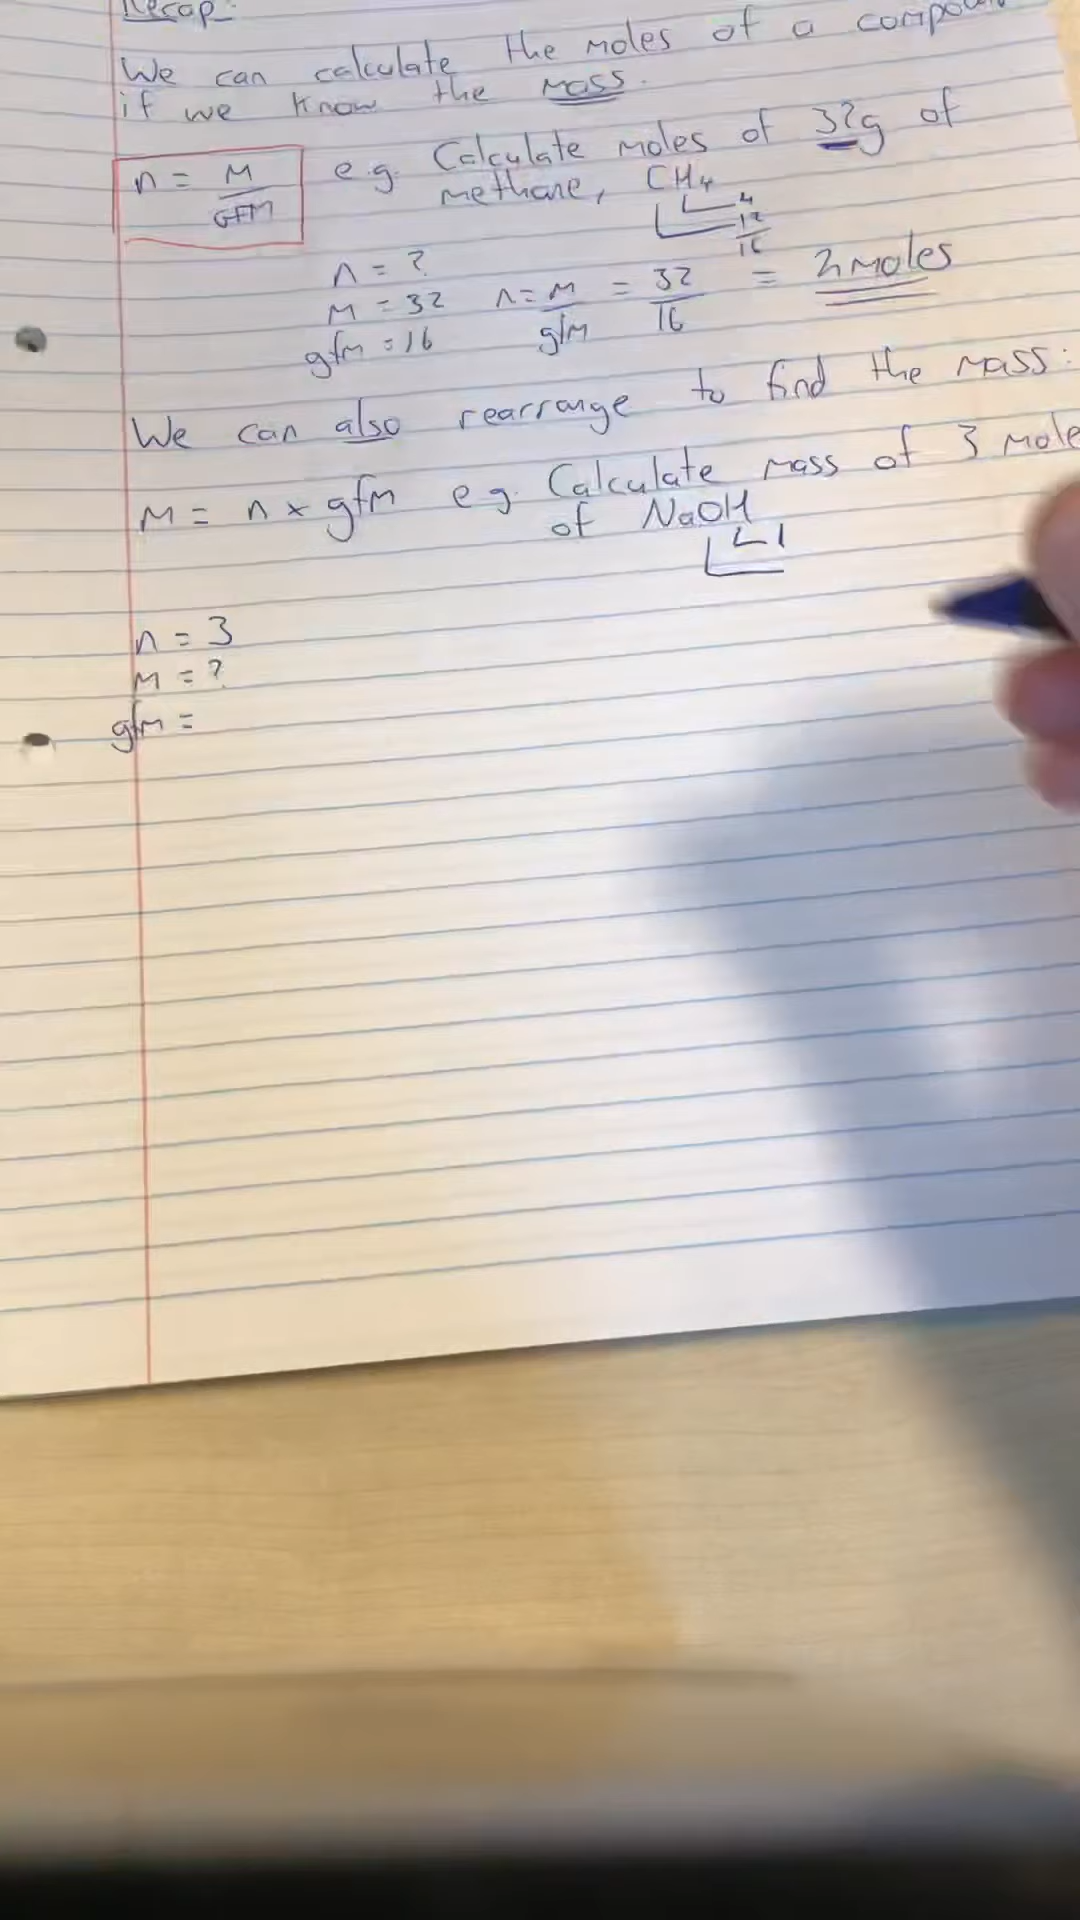 Recap:
We can calculate the moles of a compound
if we know the mass.
n = M / GFM
e.g. Calculate moles of 32g of
methane, CH4
4
12
16
n = ?
M = 32
gfm = 16
n = M / gfm = 32 / 16 = 2 moles
We can also rearrange to find the mass:
M = n x gfm e.g. Calculate mass of 3 mole
of NaOH
1
n = 3
M = ?
gfm =